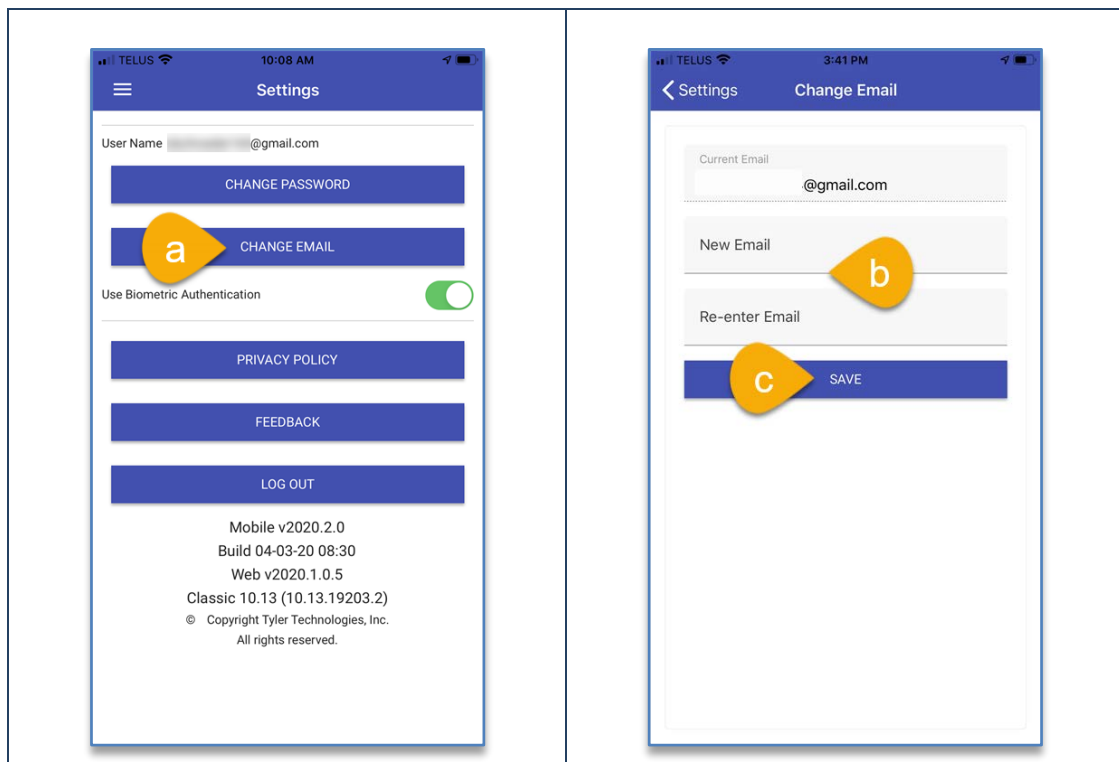 TELUS 10:08 AM
Settings
User Name @gmail.com
CHANGE PASSWORD
a CHANGE EMAIL
Use Biometric Authentication
PRIVACY POLICY
FEEDBACK
LOG OUT
Mobile v2020.2.0
Build 04-03-20 08:30
Web v2020.1.0.5
Classic 10.13 (10.13.19203.2)
© Copyright Tyler Technologies, Inc.
All rights reserved.
TELUS 3:41 PM
Settings Change Email
Current Email
@gmail.com
New Email
b
Re-enter Email
c SAVE